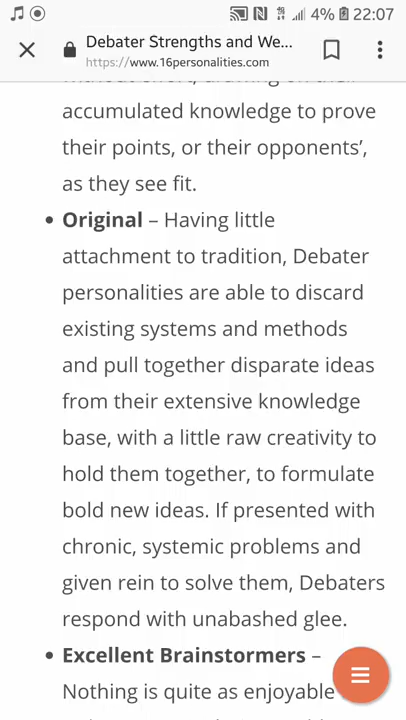 4% 22:07
Debater Strengths and We...
https://www.16personalities.com
accumulated knowledge to prove
their points, or their opponents',
as they see fit.
• Original – Having little
attachment to tradition, Debater
personalities are able to discard
existing systems and methods
and pull together disparate ideas
from their extensive knowledge
base, with a little raw creativity to
hold them together, to formulate
bold new ideas. If presented with
chronic, systemic problems and
given rein to solve them, Debaters
respond with unabashed glee.
• Excellent Brainstormers –
Nothing is quite as enjoyable